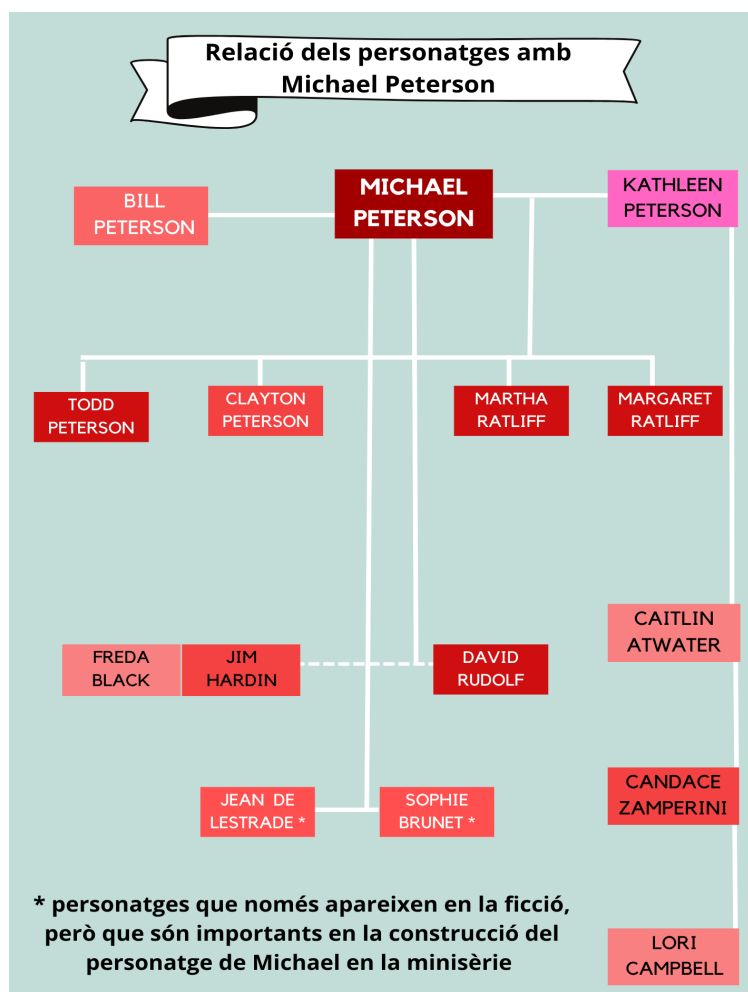 Relació dels personatges amb
Michael Peterson
BILL
PETERSON
MICHAEL
PETERSON
KATHLEEN
PETERSON
TODD
PETERSON
CLAYTON
PETERSON
MARTHA
RATLIFF
MARGARET
RATLIFF
FREDA
BLACK
JIM
HARDIN
DAVID
RUDOLF
CAITLIN
ATWATER
JEAN DE
LESTRADE *
SOPHIE
BRUNET *
CANDACE
ZAMPERINI
* personatges que només apareixen en la ficció,
però que són importants en la construcció del
personatge de Michael en la minisèrie
LORI
CAMPBELL